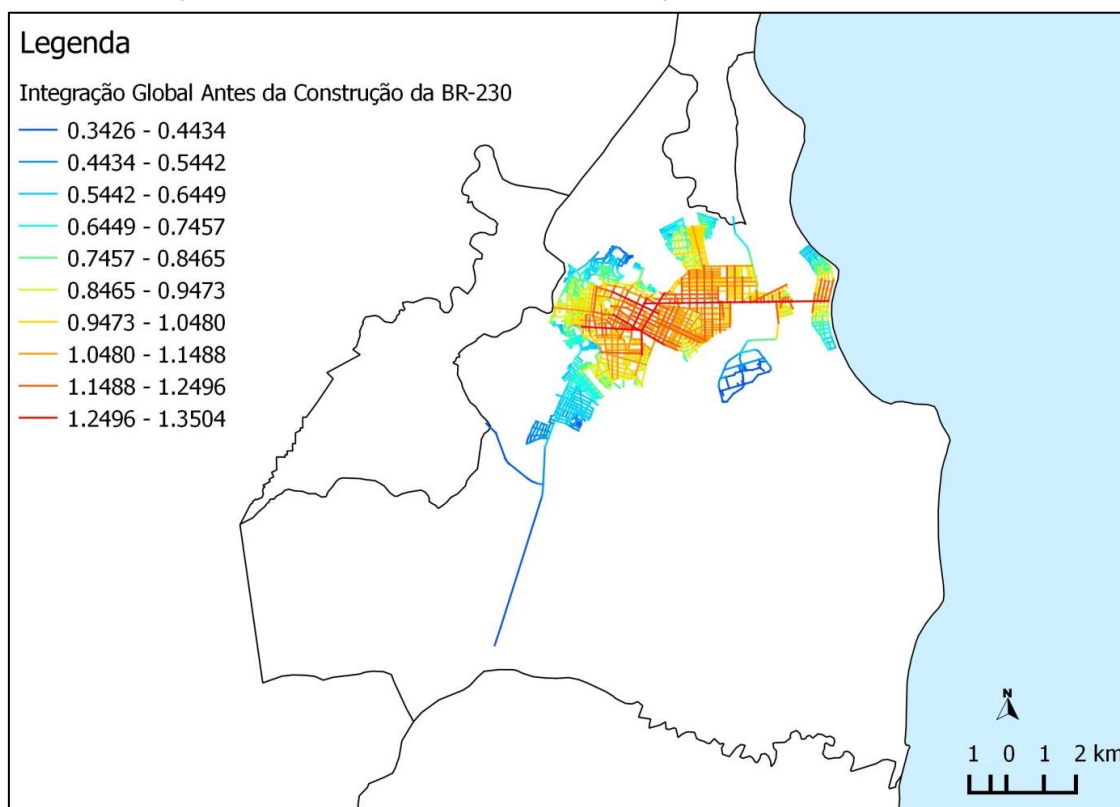 Legenda
Integração Global Antes da Construção da BR-230
0.3426 - 0.4434
0.4434 - 0.5442
0.5442 - 0.6449
0.6449 - 0.7457
0.7457 - 0.8465
0.8465 - 0.9473
0.9473 - 1.0480
1.0480 - 1.1488
1.1488 - 1.2496
1.2496 - 1.3504
N
1 0 1 2 km